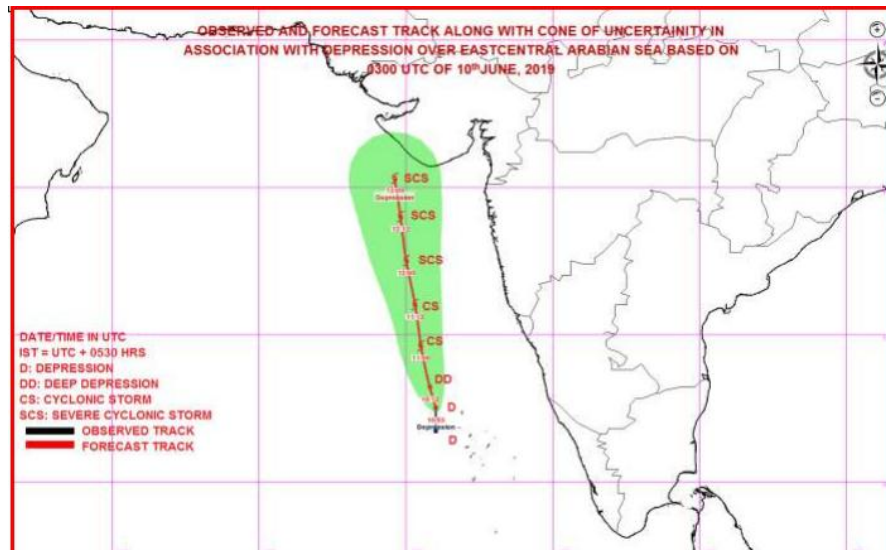 OBSERVED AND FORECAST TRACK ALONG WITH CONE OF UNCERTAINITY IN
ASSOCIATION WITH DEPRESSION OVER EASTCENTRAL ARABIAN SEA BASED ON
0300 UTC OF 10th JUNE, 2019
SCS
Depression
SCS
SCS
CS
CS
DD
D
Depression
D
DATE/TIME IN UTC
IST = UTC + 0530 HRS
D: DEPRESSION
DD: DEEP DEPRESSION
CS: CYCLONIC STORM
SCS: SEVERE CYCLONIC STORM
OBSERVED TRACK
FORECAST TRACK